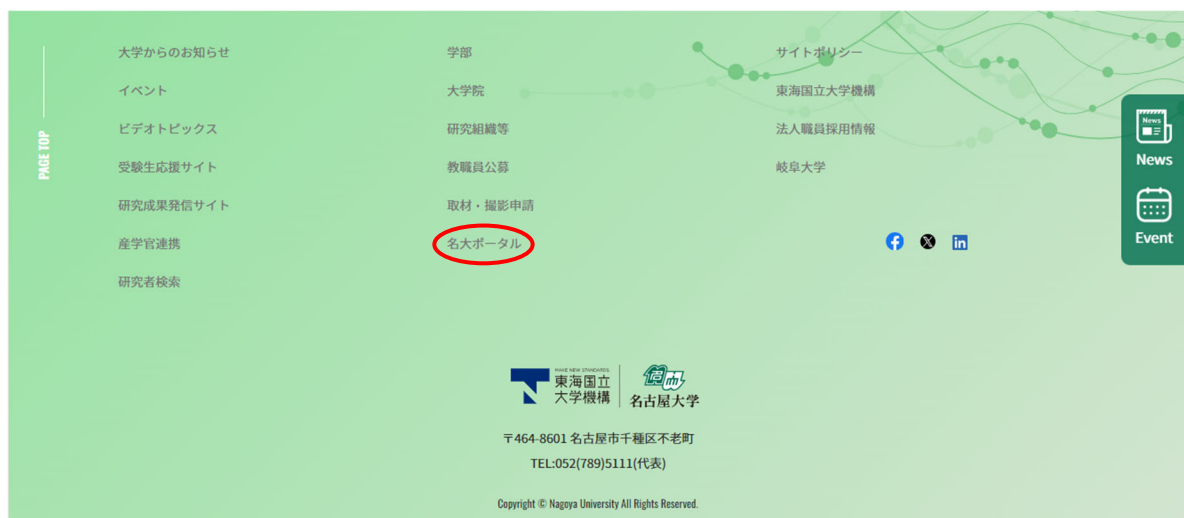 大学からのお知らせ
イベント
ビデオトピックス
受験生応援サイト
研究成果発信サイト
産学官連携
研究者検索
学部
大学院
研究組織等
教職員公募
取材・撮影申請
名大ポータル
サイトポリシー
東海国立大学機構
法人職員採用情報
岐阜大学
PAGE TOP
News
News
Event
MAKE NEW STANDARDS.
東海国立
大学機構
名古屋大学
〒464-8601 名古屋市千種区不老町
TEL:052(789)5111(代表)
Copyright © Nagoya University All Rights Reserved.